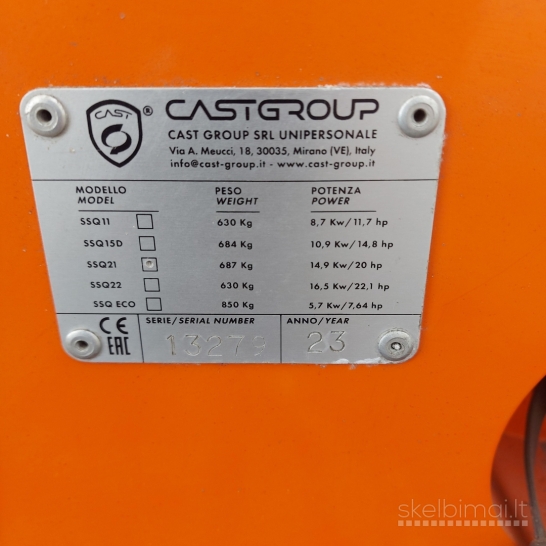 CAST ® CASTGROUP
CAST GROUP SRL UNIPERSONALE
Via A. Meucci, 18, 30035, Mirano (VE), Italy
info@cast-group.it - www.cast-group.it
MODELLO PESO POTENZA
MODEL WEIGHT POWER
SSQ11 630 Kg 8,7 Kw/11,7 hp
SSQ15D 684 Kg 10,9 Kw/14,8 hp
SSQ21 687 Kg 14,9 Kw/20 hp
SSQ22 630 Kg 16,5 Kw/22,1 hp
SSQ ECO 850 Kg 5,7 Kw/7,64 hp
CE SERIE/SERIAL NUMBER ANNO/YEAR
EAC 13279 23
skelbimai.lt